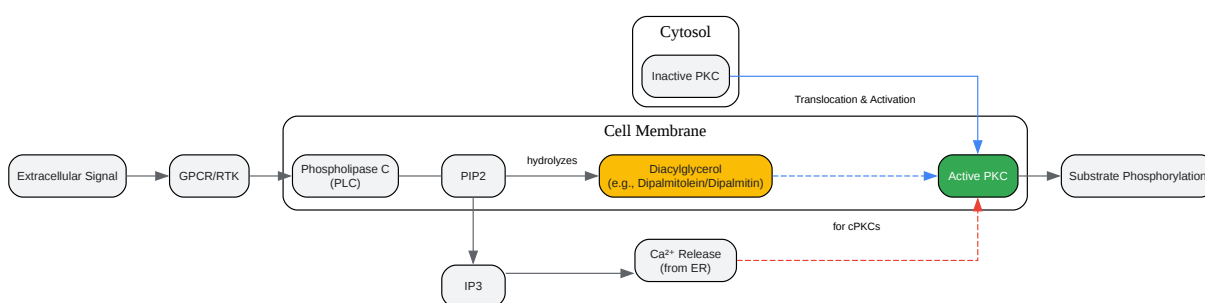 Cytosol
Inactive PKC
Translocation & Activation
Cell Membrane
Extracellular Signal
GPCR/RTK
Phospholipase C
(PLC)
PIP2
hydrolyzes
Diacylglycerol
(e.g., Dipalmitolein/Dipalmitin)
Active PKC
Substrate Phosphorylation
for cPKCs
Ca²⁺ Release
(from ER)
IP3